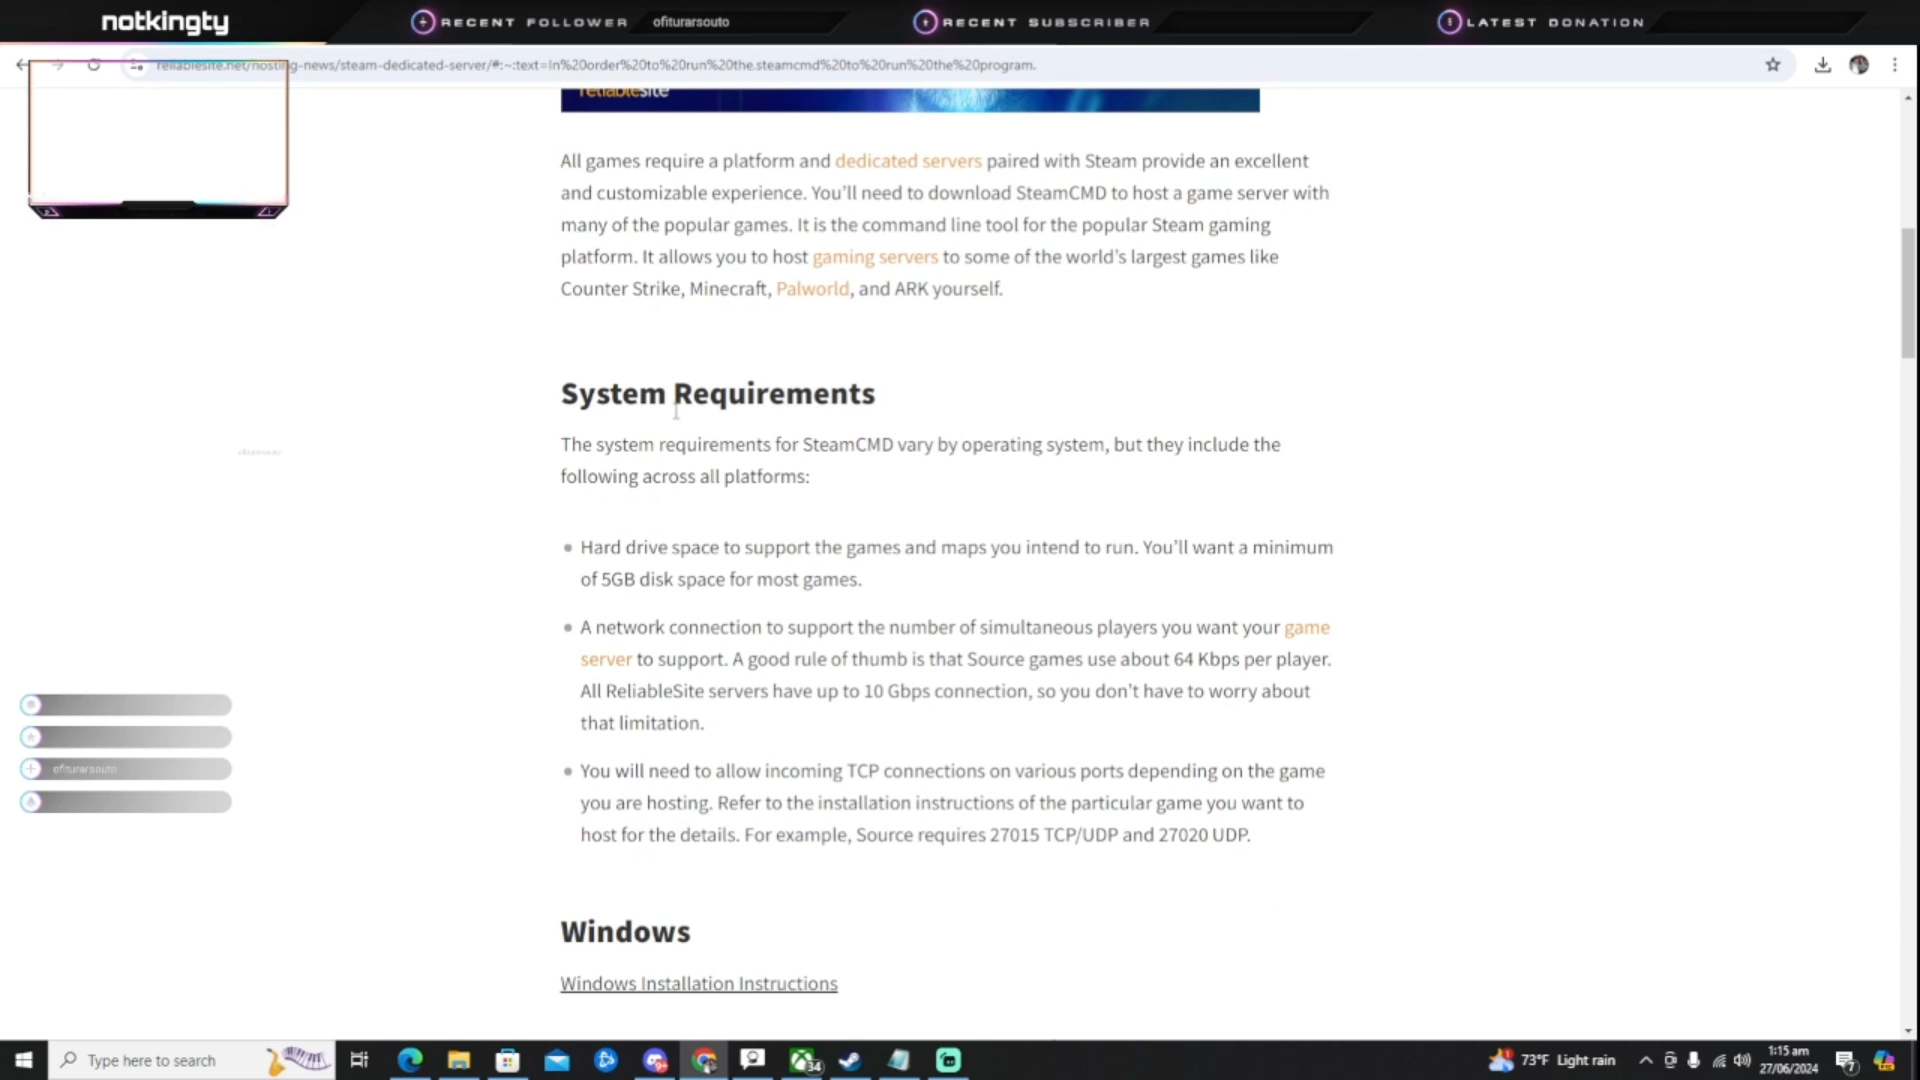 notkingty
RECENT FOLLOWER ofiturarsouto
RECENT SUBSCRIBER
LATEST DONATION
reliablesite.net/hosting-news/steam-dedicated-server/#:~:text=In%20order%20to%20run%20the.steamcmd%20to%20run%20the%20program.
reliablesite
All games require a platform and dedicated servers paired with Steam provide an excellent
and customizable experience. You'll need to download SteamCMD to host a game server with
many of the popular games. It is the command line tool for the popular Steam gaming
platform. It allows you to host gaming servers to some of the world's largest games like
Counter Strike, Minecraft, Palworld, and ARK yourself.
System Requirements
The system requirements for SteamCMD vary by operating system, but they include the
following across all platforms:
Hard drive space to support the games and maps you intend to run. You'll want a minimum
of 5GB disk space for most games.
A network connection to support the number of simultaneous players you want your game
server to support. A good rule of thumb is that Source games use about 64 Kbps per player.
All ReliableSite servers have up to 10 Gbps connection, so you don't have to worry about
that limitation.
You will need to allow incoming TCP connections on various ports depending on the game
you are hosting. Refer to the installation instructions of the particular game you want to
host for the details. For example, Source requires 27015 TCP/UDP and 27020 UDP.
ofiturarsouto
Windows
Windows Installation Instructions
Type here to search
34
73°F Light rain
1:15 am
27/06/2024
7